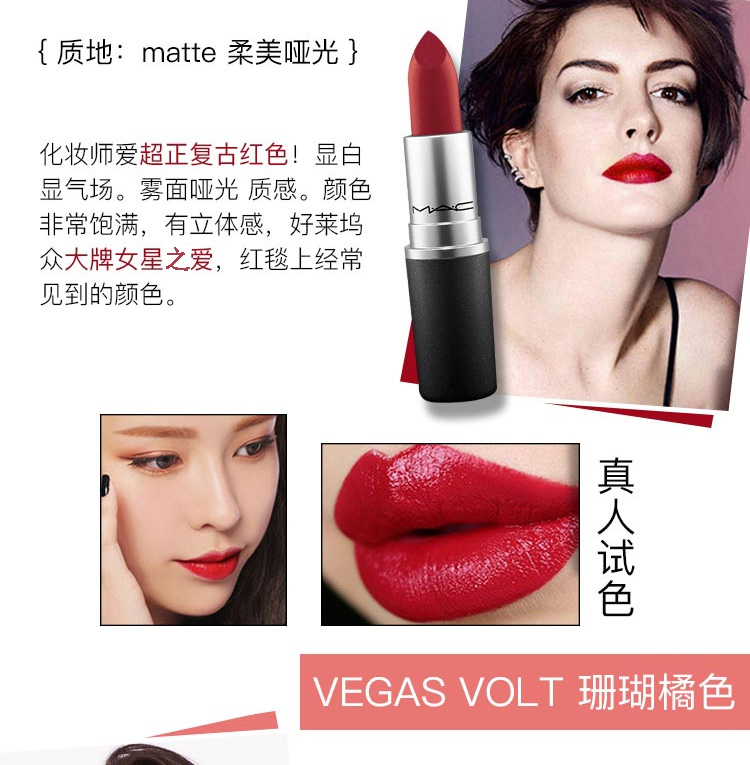 { 质地：matte 柔美哑光 }
化妆师爱超正复古红色！显白
显气场。雾面哑光 质感。颜色
非常饱满，有立体感，好莱坞
众大牌女星之爱，红毯上经常
见到的颜色。
M·A·C
真人试色
VEGAS VOLT 珊瑚橘色